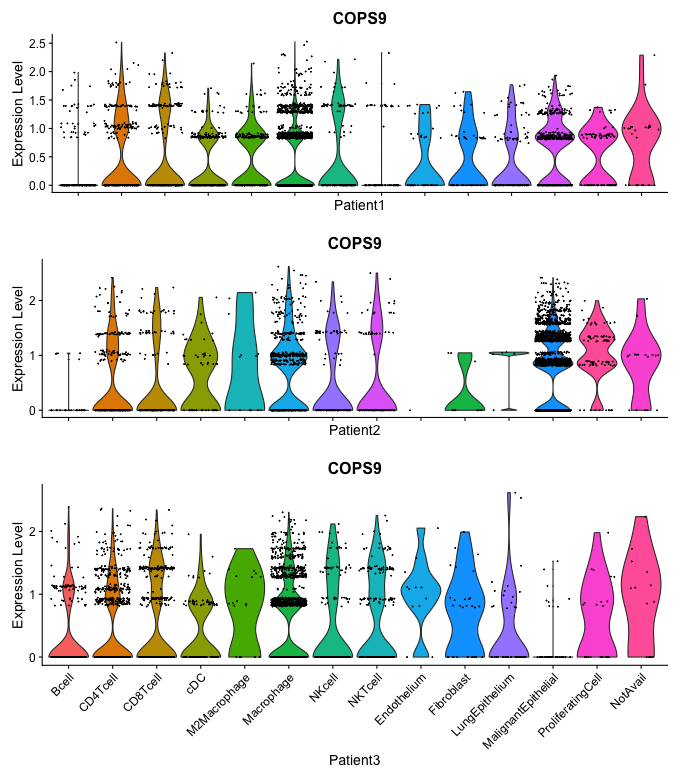 COPS9
Expression Level
2.5
2.0
1.5
1.0
0.5
0.0
Patient1
COPS9
Expression Level
2
1
0
Patient2
COPS9
Expression Level
2
1
0
Bcell
CD4Tcell
CD8Tcell
cDC
M2Macrophage
Macrophage
NKcell
NKTcell
Endothelium
Fibroblast
LungEpithelium
MalignantEpithelial
ProliferatingCell
NotAvail
Patient3